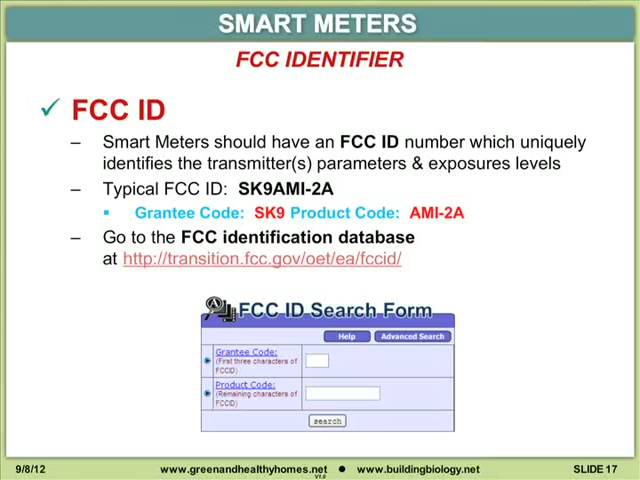 SMART METERS
FCC IDENTIFIER
✓ FCC ID
– Smart Meters should have an FCC ID number which uniquely
identifies the transmitter(s) parameters & exposures levels
– Typical FCC ID: SK9AMI-2A
▪ Grantee Code: SK9 Product Code: AMI-2A
– Go to the FCC identification database
at http://transition.fcc.gov/oet/ea/fccid/
FCC ID Search Form
Help Advanced Search
Grantee Code:
(First three characters of
FCCID)
Product Code:
(Remaining characters of
FCCID)
search
9/8/12 www.greenandhealthyhomes.net ● www.buildingbiology.net SLIDE 17
V1.0